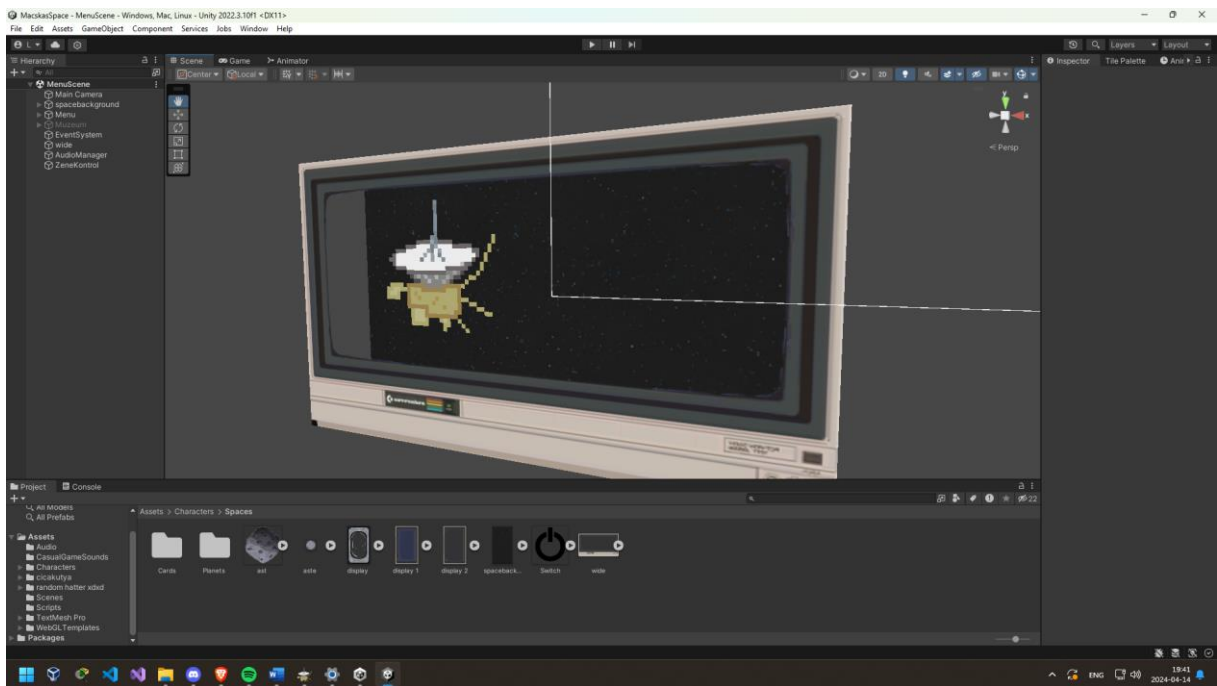 MacskasSpace - MenuScene - Windows, Mac, Linux - Unity 2022.3.10f1 <DX11>
File Edit Assets GameObject Component Services Jobs Window Help
L
Layers Layout
Hierarchy
Scene Game Animator
Inspector Tile Palette
All
Center Local
2D
MenuScene
Main Camera
spacebackground
Menu
Muzeum
EventSystem
wide
AudioManager
ZeneKontrol
y
x
< Persp
Project Console
22
All Models
All Prefabs
Assets > Characters > Spaces
Assets
Audio
CasualGameSounds
Characters
cicakutya
random hatter xdxd
Scenes
Scripts
TextMesh Pro
WebGLTemplates
Packages
Cards Planets ast aste display display 1 display 2 spaceback... Switch wide
ENG 19:41
2024-04-14